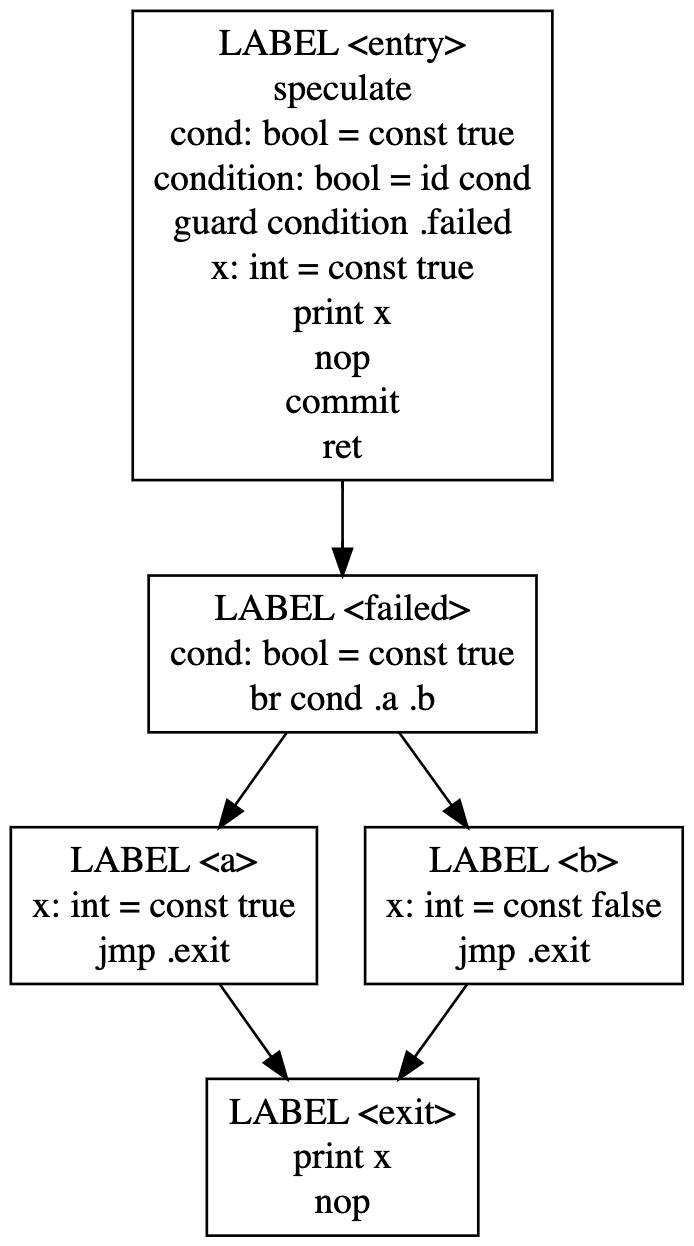 LABEL <entry>
speculate
cond: bool = const true
condition: bool = id cond
guard condition .failed
x: int = const true
print x
nop
commit
ret
LABEL <failed>
cond: bool = const true
br cond .a .b
LABEL <a>
x: int = const true
jmp .exit
LABEL <b>
x: int = const false
jmp .exit
LABEL <exit>
print x
nop